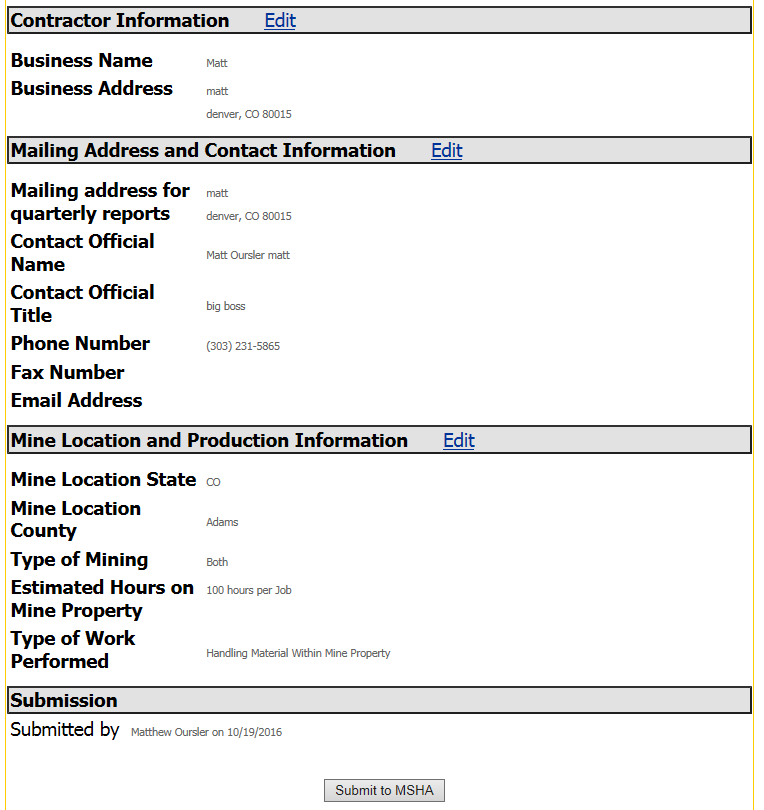 Contractor Information Edit
Business Name Matt
Business Address matt
denver, CO 80015
Mailing Address and Contact Information Edit
Mailing address for matt
quarterly reports denver, CO 80015
Contact Official
Name Matt Oursler matt
Contact Official
Title big boss
Phone Number (303) 231-5865
Fax Number
Email Address
Mine Location and Production Information Edit
Mine Location State CO
Mine Location
County Adams
Type of Mining Both
Estimated Hours on 100 hours per Job
Mine Property
Type of Work
Performed Handling Material Within Mine Property
Submission
Submitted by Matthew Oursler on 10/19/2016
Submit to MSHA